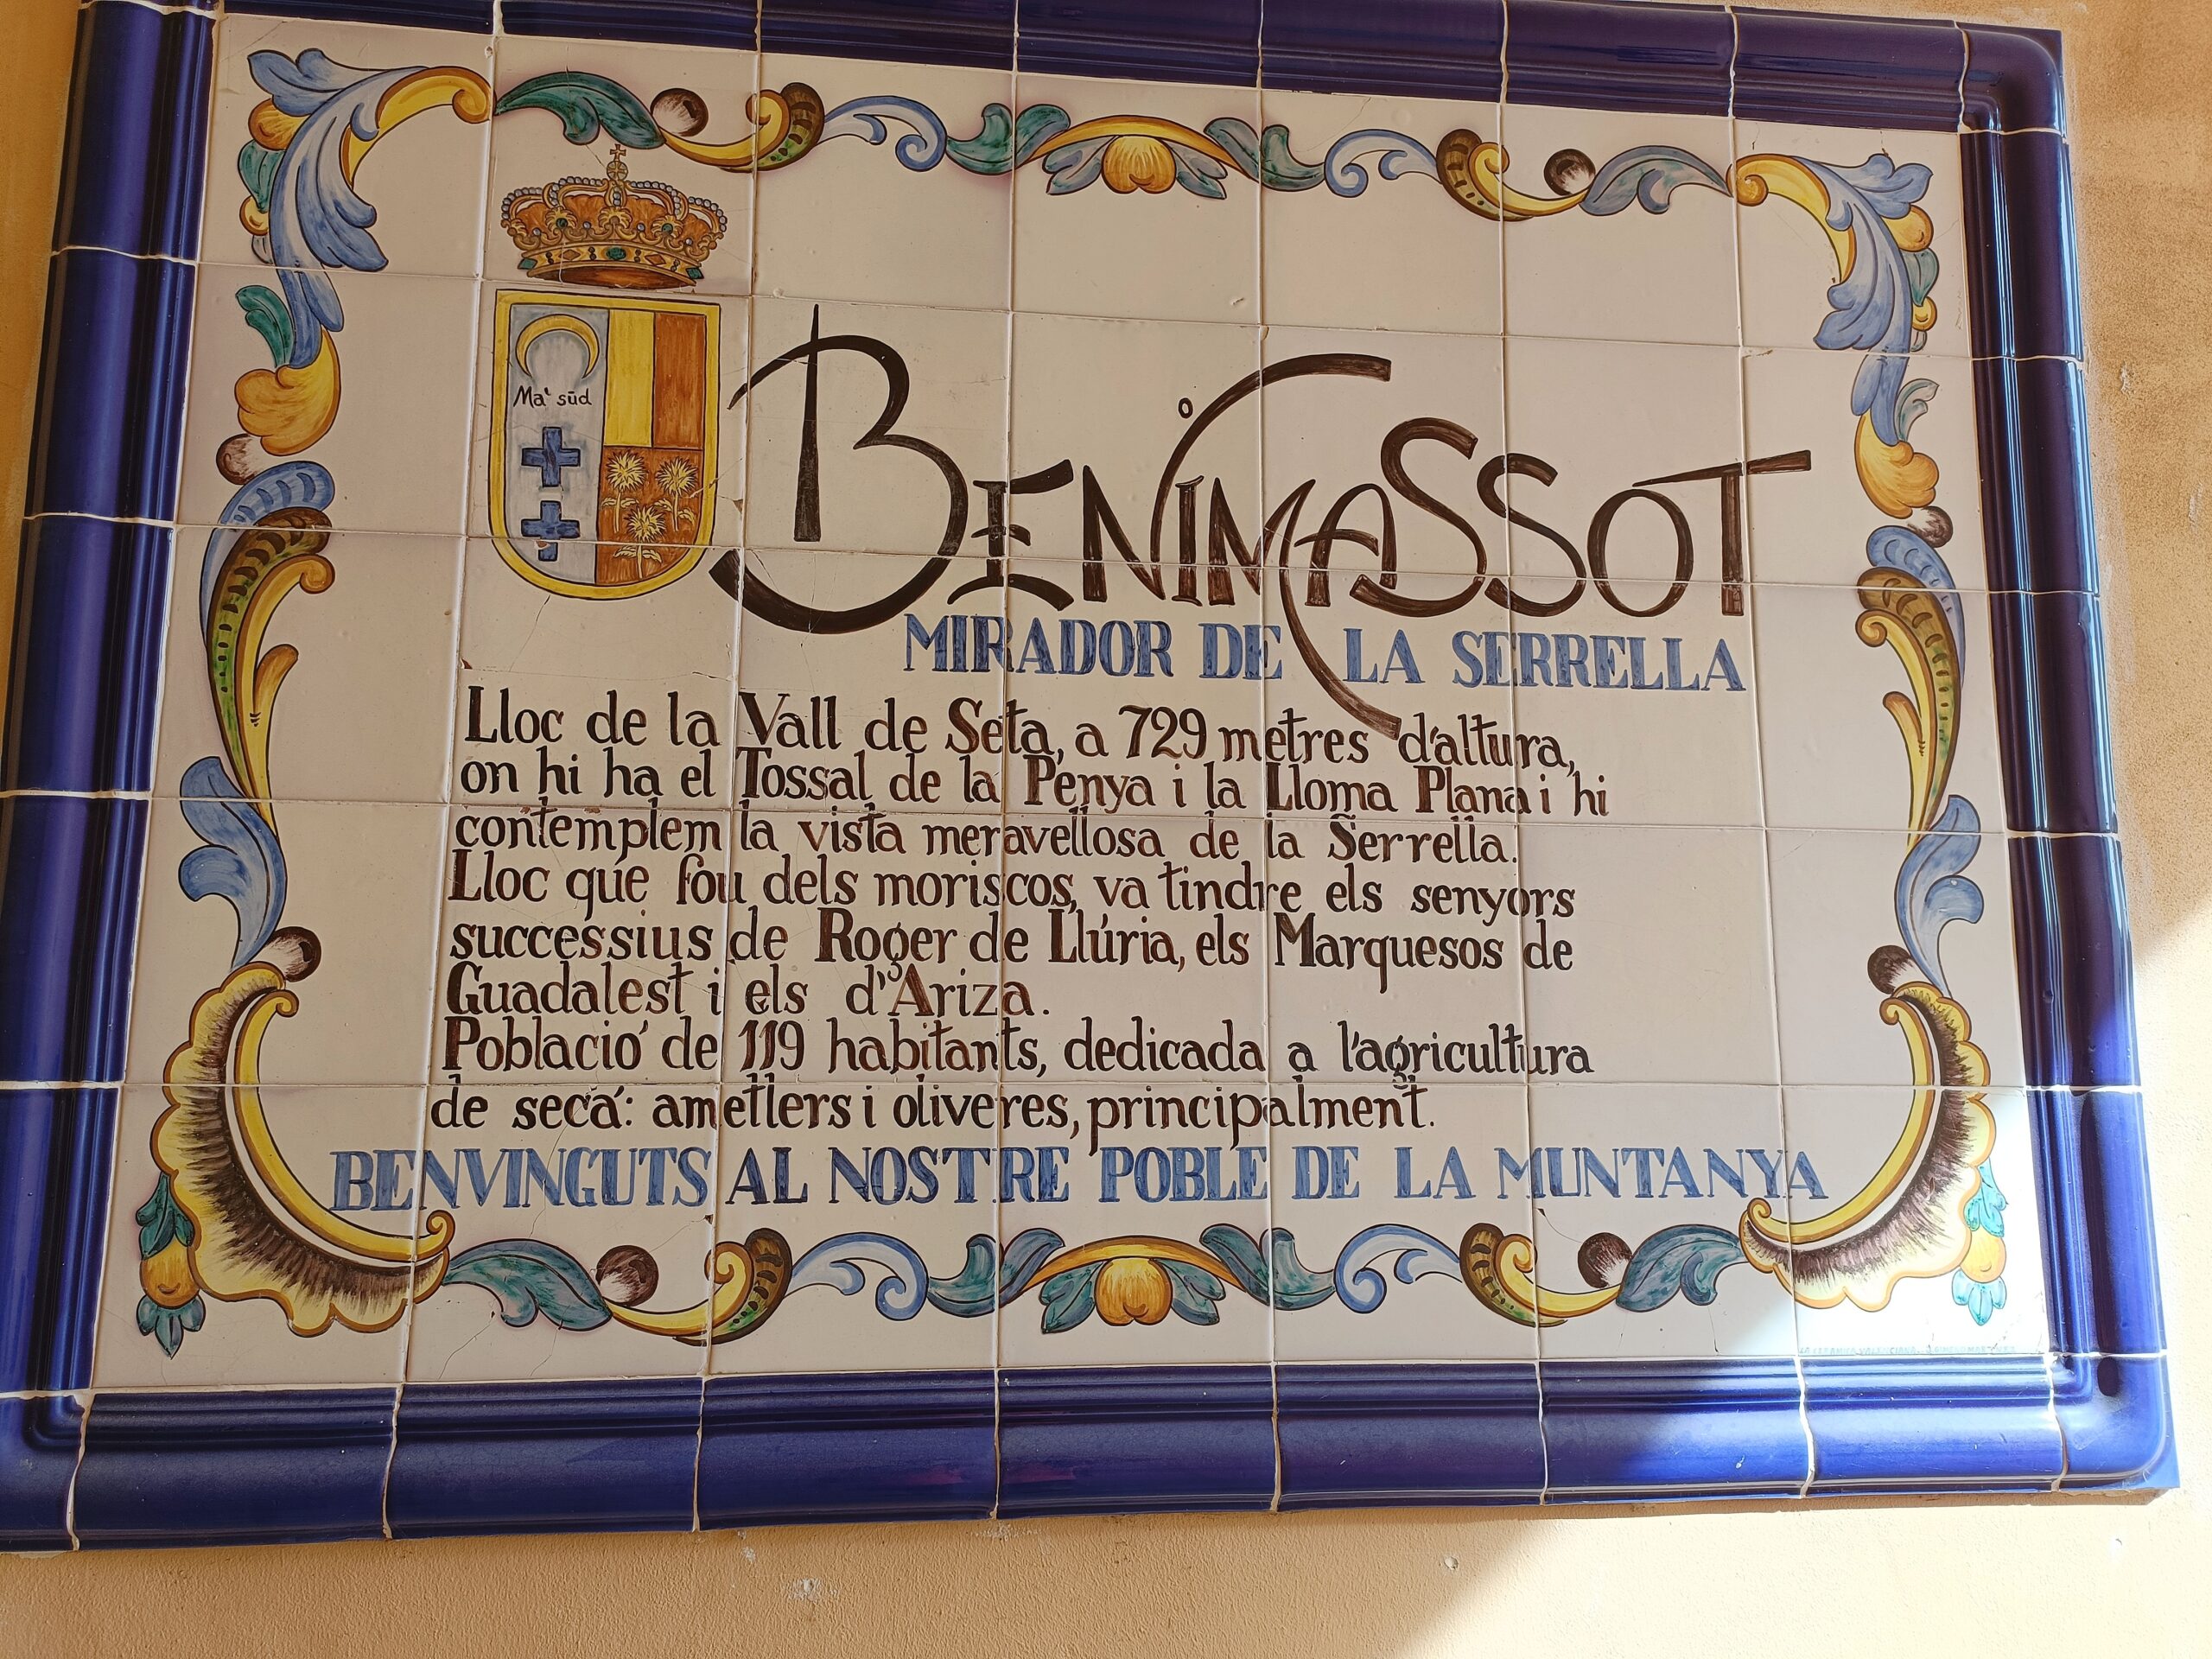 Ma' sūd
BENIMASSOT
MIRADOR DE LA SERRELLA
Lloc de la Vall de Seta, a 729 metres d'altura,
on hi ha el Tossal de la Penya i la Lloma Plana i hi
contemplem la vista meravellosa de la Serrella.
Lloc que fou dels moriscos, va tindre els senyors
successius de Roger de Llúria, els Marquesos de
Guadalest i els d'Ariza.
Població de 119 habitants, dedicada a l'agricultura
de secà: ametlers i oliveres, principalment.
BENVINGUTS AL NOSTRE POBLE DE LA MUNTANYA